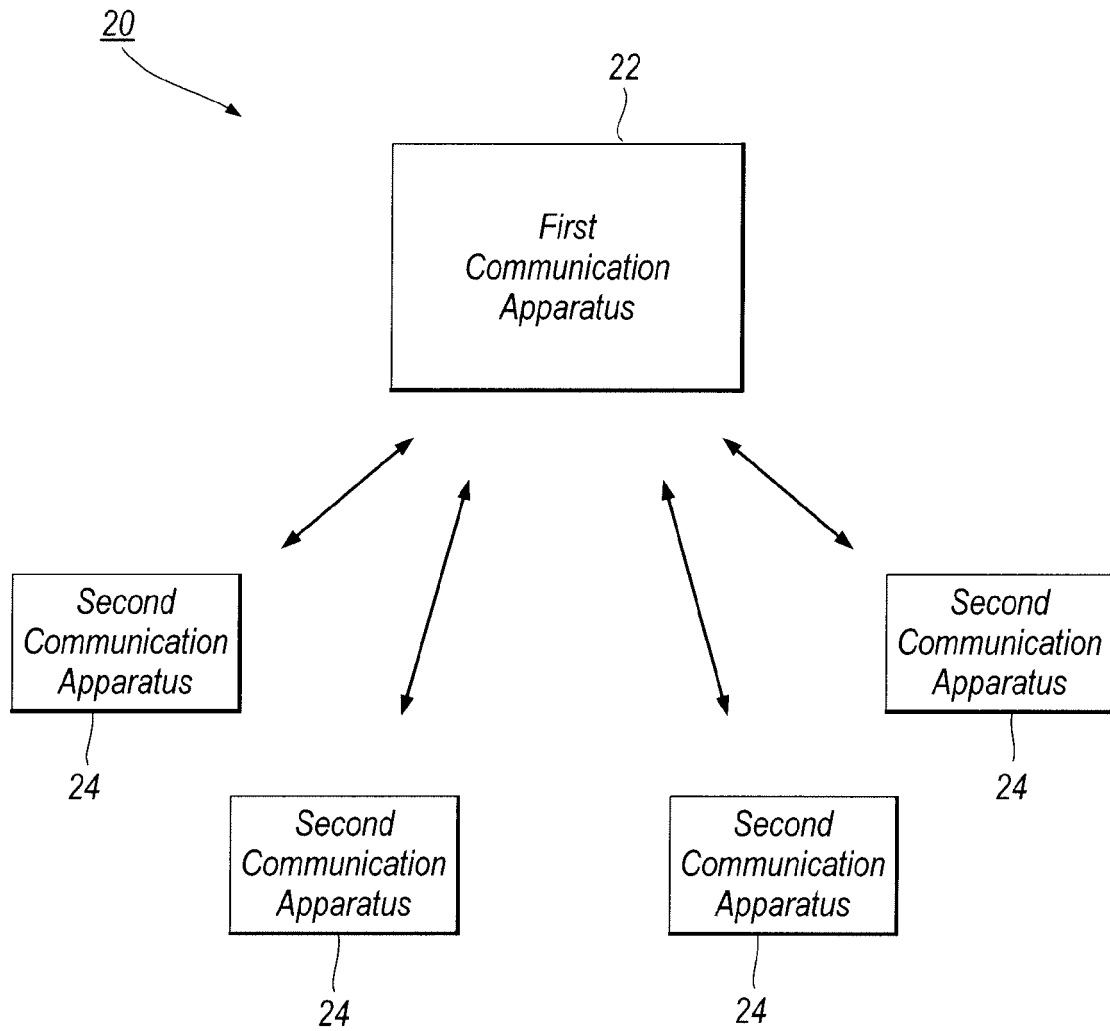 20
22
First
Communication
Apparatus
Second
Communication
Apparatus
24
Second
Communication
Apparatus
24
Second
Communication
Apparatus
24
Second
Communication
Apparatus
24